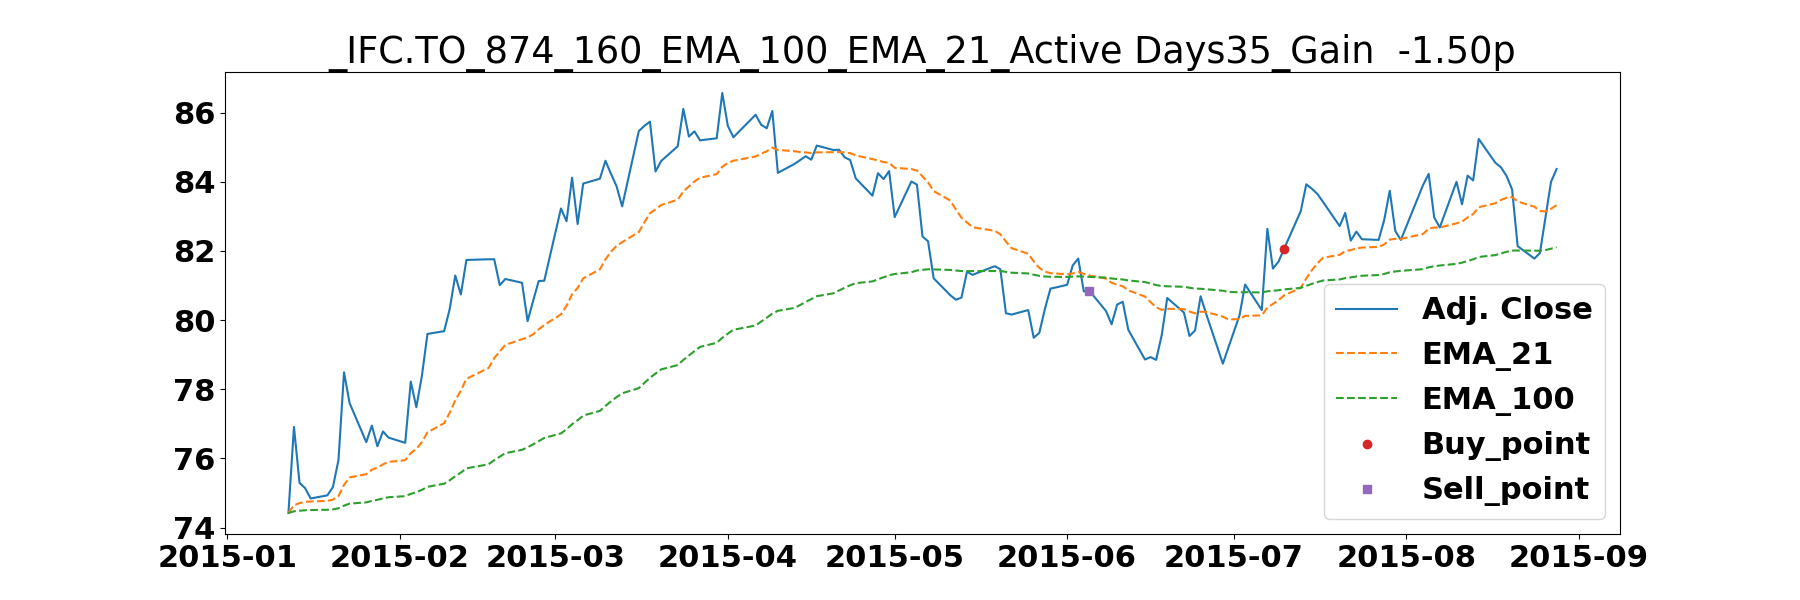 _IFC.TO_874_160_EMA_100_EMA_21_Active Days35_Gain  -1.50p
86
84
82
80
78
76
74
2015-01 2015-02 2015-03 2015-04 2015-05 2015-06 2015-07 2015-08 2015-09
Adj. Close
EMA_21
EMA_100
Buy_point
Sell_point